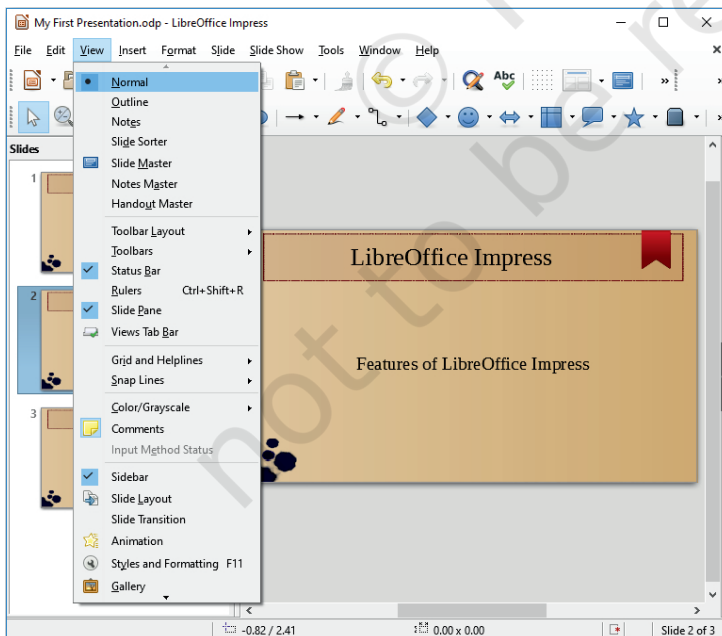 My First Presentation.odp - LibreOffice Impress
File Edit View Insert Format Slide Slide Show Tools Window Help
Abc
Normal
Outline
Notes
Slide Sorter
Slide Master
Notes Master
Handout Master
Toolbar Layout
Toolbars
Status Bar
Rulers Ctrl+Shift+R
Slide Pane
Views Tab Bar
Grid and Helplines
Snap Lines
Color/Grayscale
Comments
Input Method Status
Sidebar
Slide Layout
Slide Transition
Animation
Styles and Formatting F11
Gallery
Slides
1
2
3
LibreOffice Impress
Features of LibreOffice Impress
-0.82 / 2.41 0.00 x 0.00 Slide 2 of 3
© not to be re